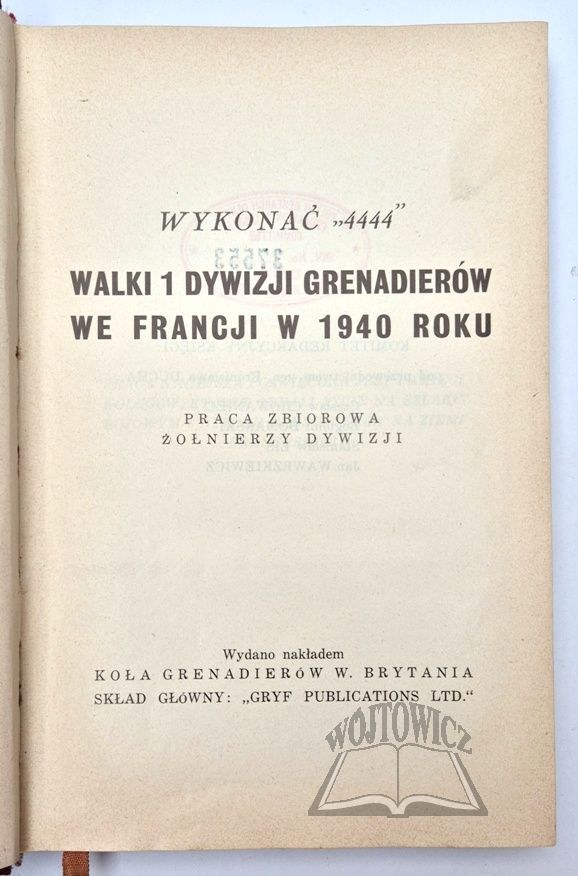 WYKONAĆ „4444”
WALKI 1 DYWIZJI GRENADIERÓW
WE FRANCJI W 1940 ROKU
PRACA ZBIOROWA
ŻOŁNIERZY DYWIZJI
Wydano nakładem
KOŁA GRENADIERÓW W. BRYTANIA
SKŁAD GŁÓWNY: „GRYF PUBLICATIONS LTD.“
WÓJTOWICZ